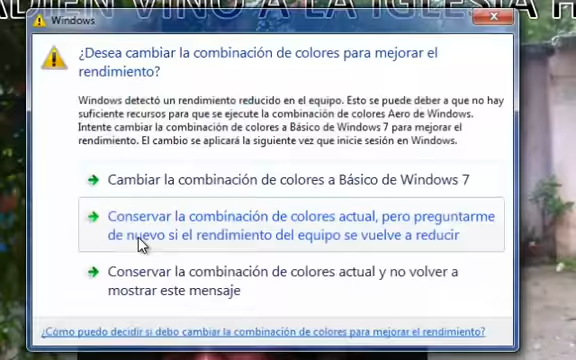 ADIEN VINO A LA IGLESIA H
Windows
¿Desea cambiar la combinación de colores para mejorar el
rendimiento?
Windows detectó un rendimiento reducido en el equipo. Esto se puede deber a que no hay
suficiente recursos para que se ejecute la combinación de colores Aero de Windows.
Intente cambiar la combinación de colores a Básico de Windows 7 para mejorar el
rendimiento. El cambio se aplicará la siguiente vez que inicie sesión en Windows.
Cambiar la combinación de colores a Básico de Windows 7
Conservar la combinación de colores actual, pero preguntarme
de nuevo si el rendimiento del equipo se vuelve a reducir
Conservar la combinación de colores actual y no volver a
mostrar este mensaje
¿Cómo puedo decidir si debo cambiar la combinación de colores para mejorar el rendimiento?